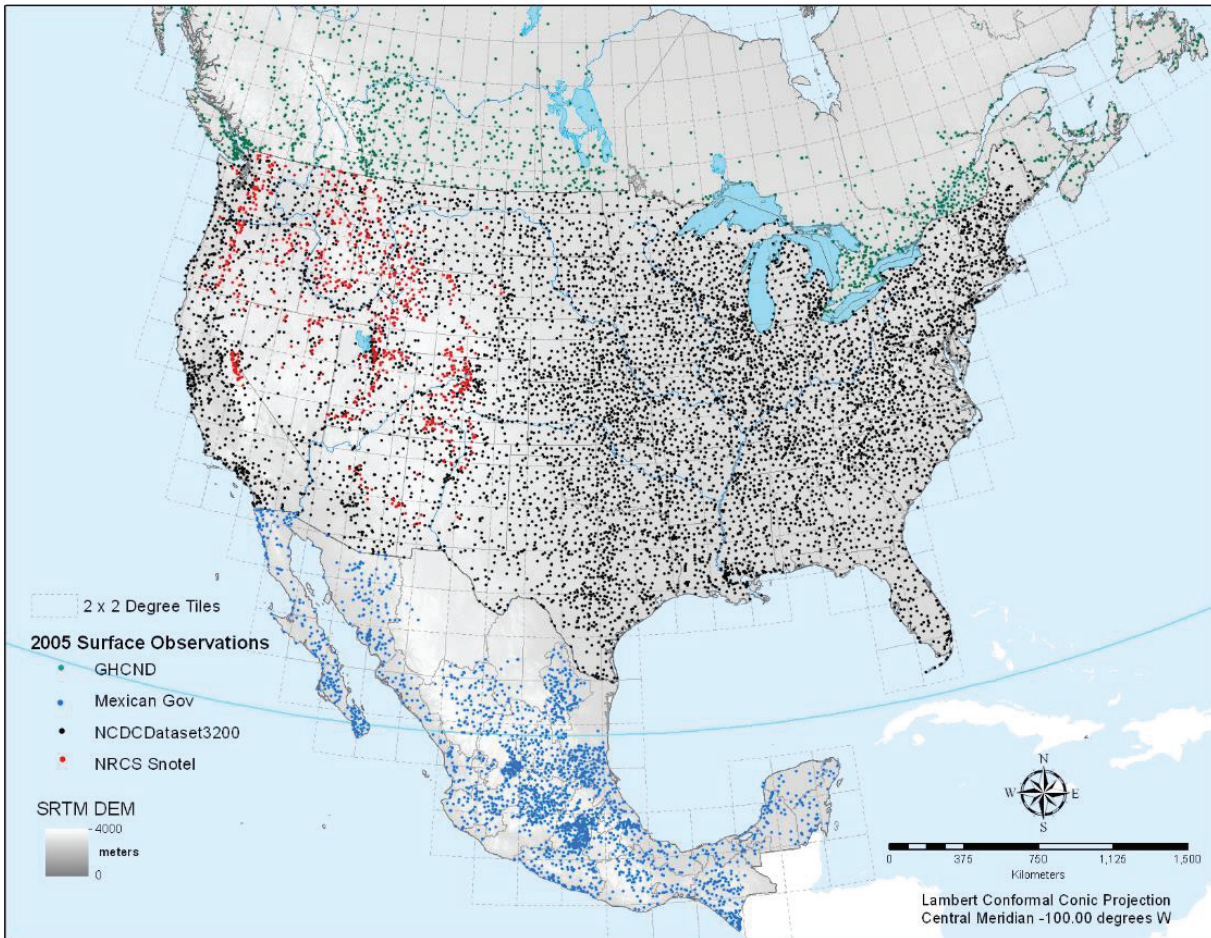 2 x 2 Degree Tiles
2005 Surface Observations
GHCND
Mexican Gov
NCDCDataset3200
NRCS Snotel
SRTM DEM
4000
meters
0
N
W
E
S
0
375
750
1,125
1,500
Kilometers
Lambert Conformal Conic Projection
Central Meridian -100.00 degrees W